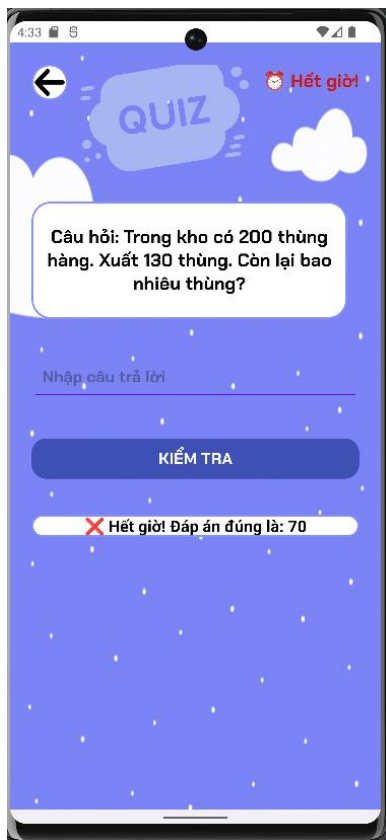 4:33
⏰ Hết giờ!
QUIZ
Câu hỏi: Trong kho có 200 thùng
hàng. Xuất 130 thùng. Còn lại bao
nhiêu thùng?
Nhập câu trả lời
KIỂM TRA
❌ Hết giờ! Đáp án đúng là: 70